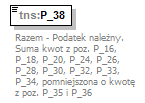 tns:P_38
Razem - Podatek należny.
Suma kwot z poz. P_16,
P_18, P_20, P_24, P_26,
P_28, P_30, P_32, P_33,
P_34, pomniejszona o kwotę
z poz. P_35 i P_36